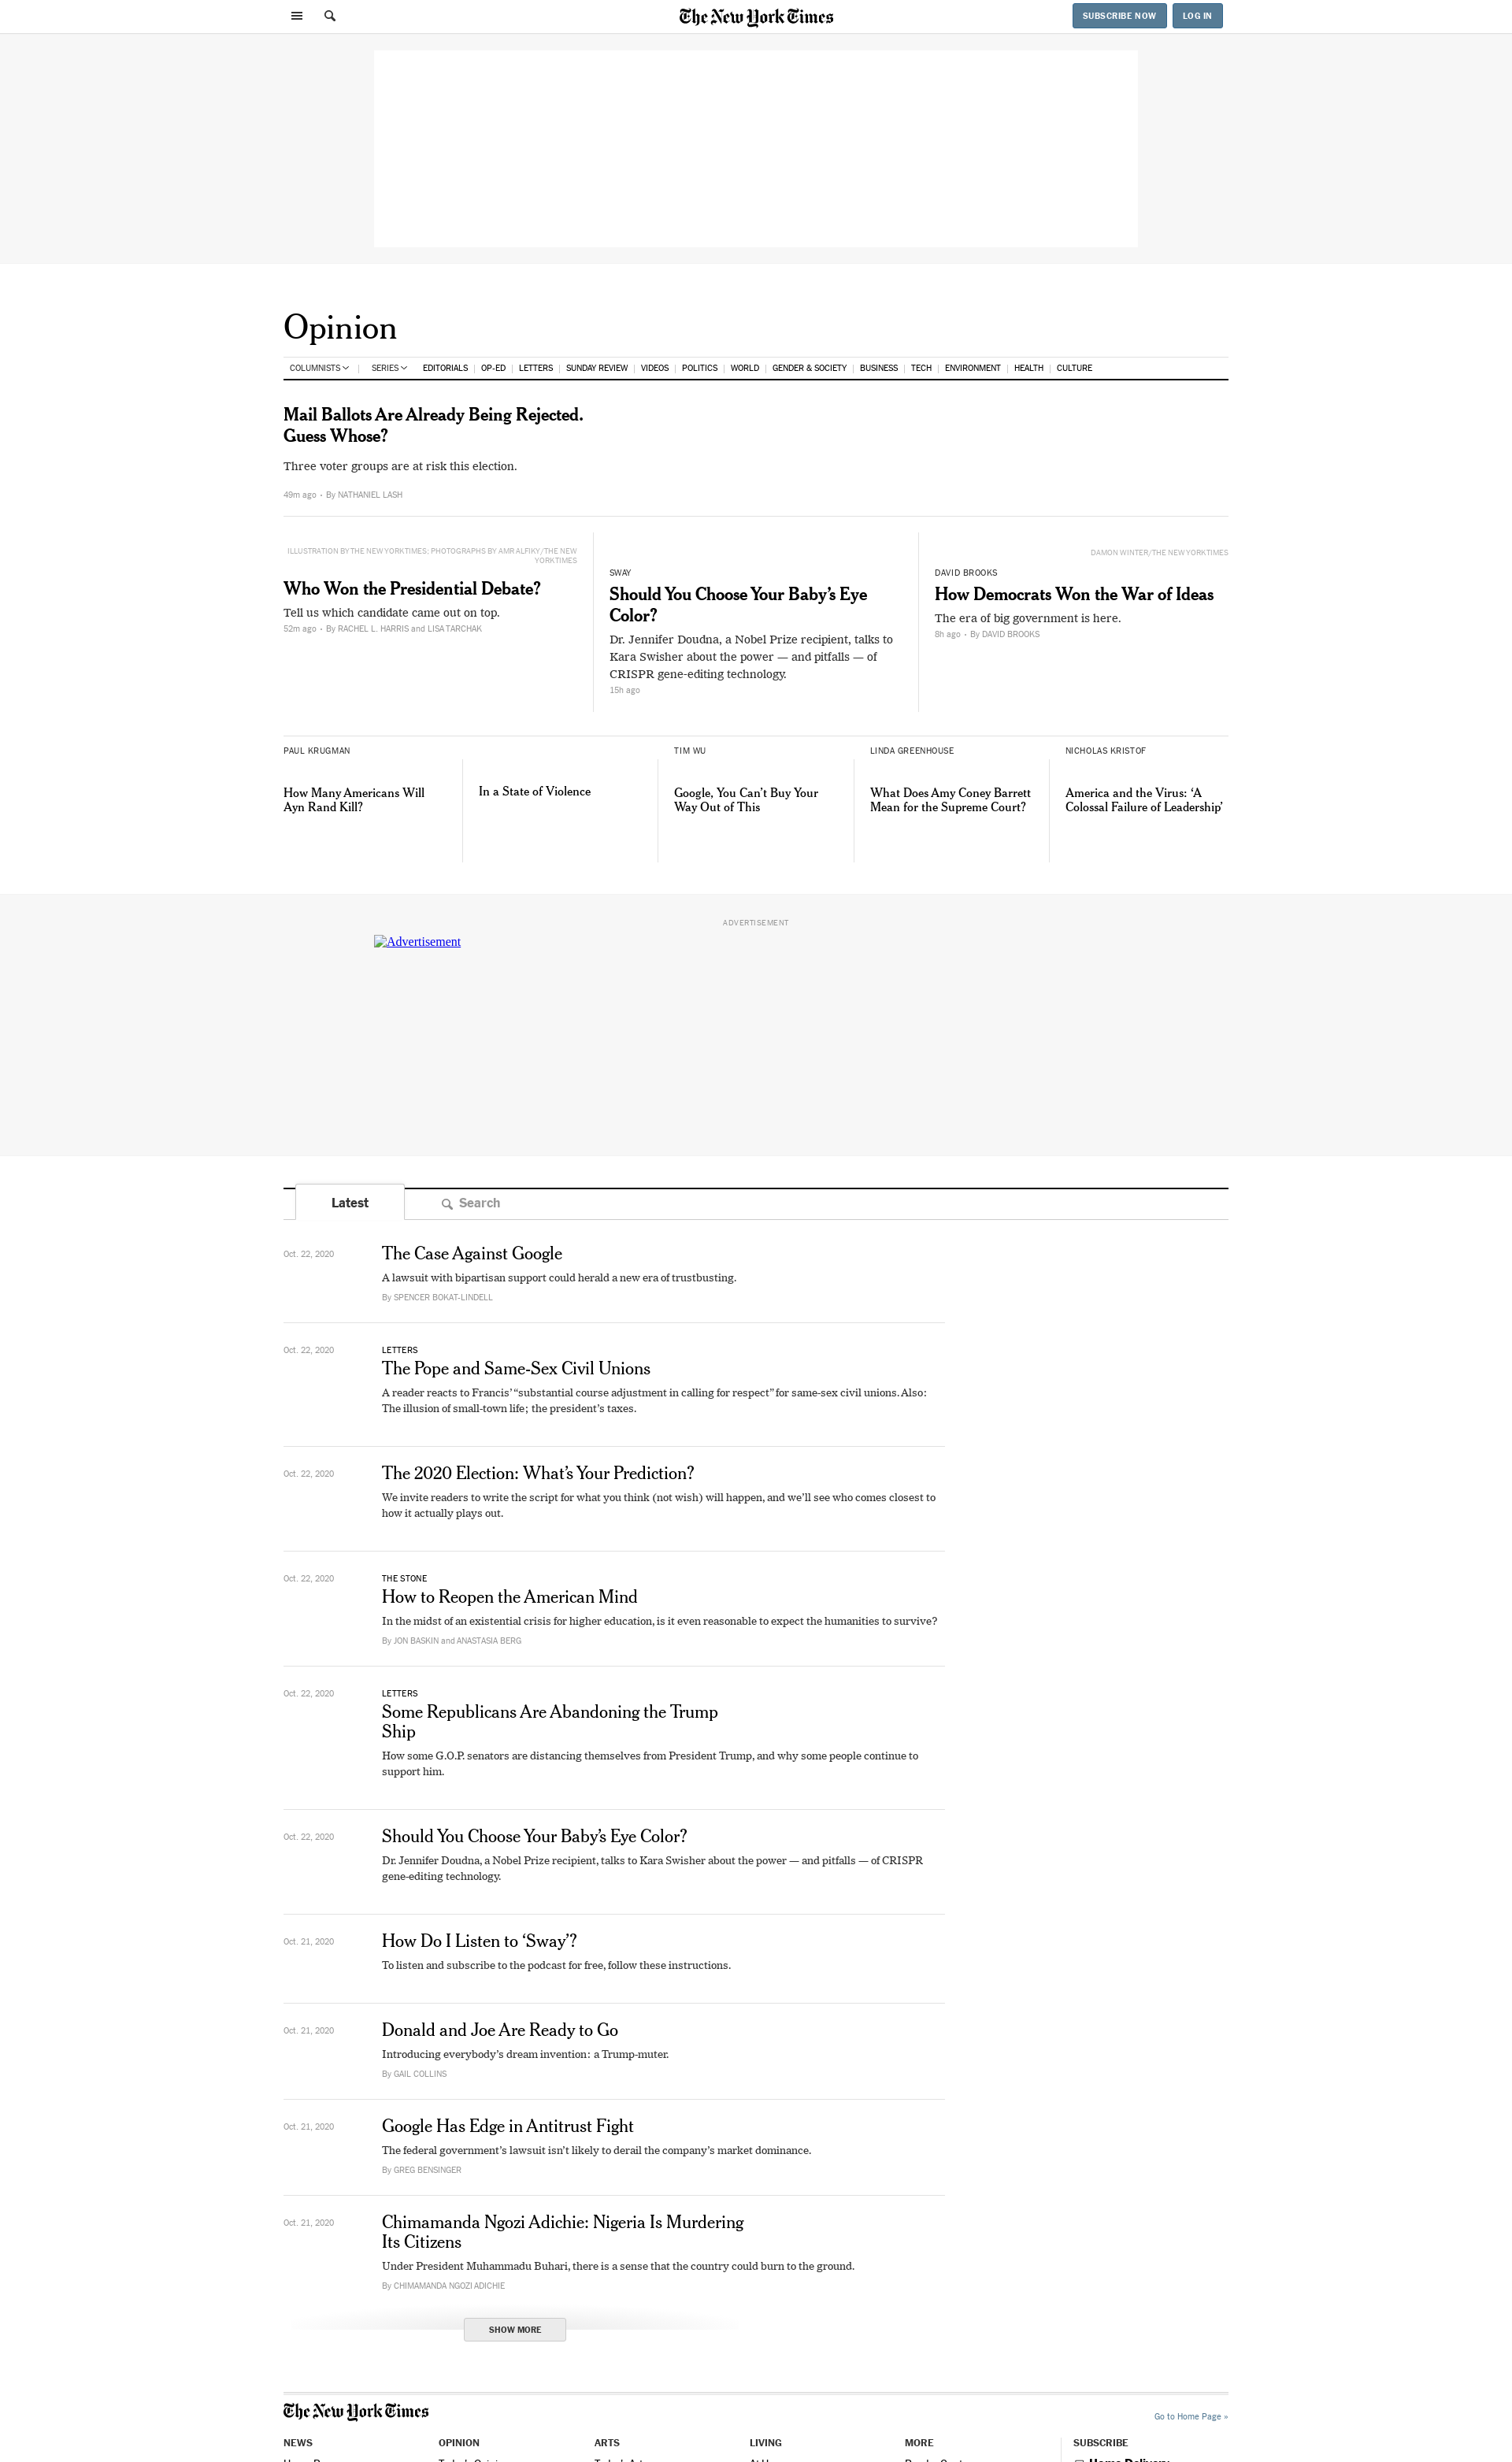 The New York Times
SUBSCRIBE NOW
LOG IN
Opinion
COLUMNISTS
SERIES
EDITORIALS
OP-ED
LETTERS
SUNDAY REVIEW
VIDEOS
POLITICS
WORLD
GENDER & SOCIETY
BUSINESS
TECH
ENVIRONMENT
HEALTH
CULTURE
Mail Ballots Are Already Being Rejected.
Guess Whose?
Three voter groups are at risk this election.
49m ago • By NATHANIEL LASH
ILLUSTRATION BY THE NEW YORK TIMES; PHOTOGRAPHS BY AMR ALFIKY/THE NEW
YORK TIMES
Who Won the Presidential Debate?
Tell us which candidate came out on top.
52m ago • By RACHEL L. HARRIS and LISA TARCHAK
SWAY
Should You Choose Your Baby’s Eye
Color?
Dr. Jennifer Doudna, a Nobel Prize recipient, talks to
Kara Swisher about the power — and pitfalls — of
CRISPR gene-editing technology.
15h ago
DAMON WINTER/THE NEW YORK TIMES
DAVID BROOKS
How Democrats Won the War of Ideas
The era of big government is here.
8h ago • By DAVID BROOKS
PAUL KRUGMAN
How Many Americans Will
Ayn Rand Kill?
In a State of Violence
TIM WU
Google, You Can’t Buy Your
Way Out of This
LINDA GREENHOUSE
What Does Amy Coney Barrett
Mean for the Supreme Court?
NICHOLAS KRISTOF
America and the Virus: ‘A
Colossal Failure of Leadership’
ADVERTISEMENT
Advertisement
Latest
Search
Oct. 22, 2020
The Case Against Google
A lawsuit with bipartisan support could herald a new era of trustbusting.
By SPENCER BOKAT-LINDELL
Oct. 22, 2020
LETTERS
The Pope and Same-Sex Civil Unions
A reader reacts to Francis’ “substantial course adjustment in calling for respect” for same-sex civil unions. Also:
The illusion of small-town life; the president’s taxes.
Oct. 22, 2020
The 2020 Election: What’s Your Prediction?
We invite readers to write the script for what you think (not wish) will happen, and we’ll see who comes closest to
how it actually plays out.
Oct. 22, 2020
THE STONE
How to Reopen the American Mind
In the midst of an existential crisis for higher education, is it even reasonable to expect the humanities to survive?
By JON BASKIN and ANASTASIA BERG
Oct. 22, 2020
LETTERS
Some Republicans Are Abandoning the Trump
Ship
How some G.O.P. senators are distancing themselves from President Trump, and why some people continue to
support him.
Oct. 22, 2020
Should You Choose Your Baby’s Eye Color?
Dr. Jennifer Doudna, a Nobel Prize recipient, talks to Kara Swisher about the power — and pitfalls — of CRISPR
gene-editing technology.
Oct. 21, 2020
How Do I Listen to ‘Sway’?
To listen and subscribe to the podcast for free, follow these instructions.
Oct. 21, 2020
Donald and Joe Are Ready to Go
Introducing everybody’s dream invention: a Trump-muter.
By GAIL COLLINS
Oct. 21, 2020
Google Has Edge in Antitrust Fight
The federal government’s lawsuit isn’t likely to derail the company’s market dominance.
By GREG BENSINGER
Oct. 21, 2020
Chimamanda Ngozi Adichie: Nigeria Is Murdering
Its Citizens
Under President Muhammadu Buhari, there is a sense that the country could burn to the ground.
By CHIMAMANDA NGOZI ADICHIE
SHOW MORE
The New York Times
Go to Home Page »
NEWS
OPINION
ARTS
LIVING
MORE
SUBSCRIBE